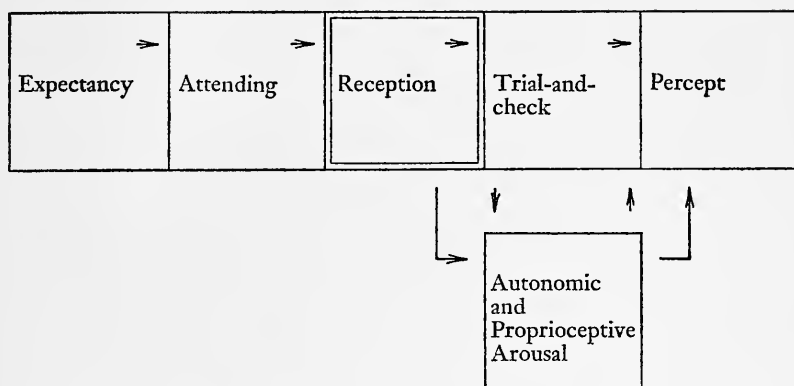 Expectancy
Attending
Reception
Trial-and-
check
Percept
Autonomic
and
Proprioceptive
Arousal